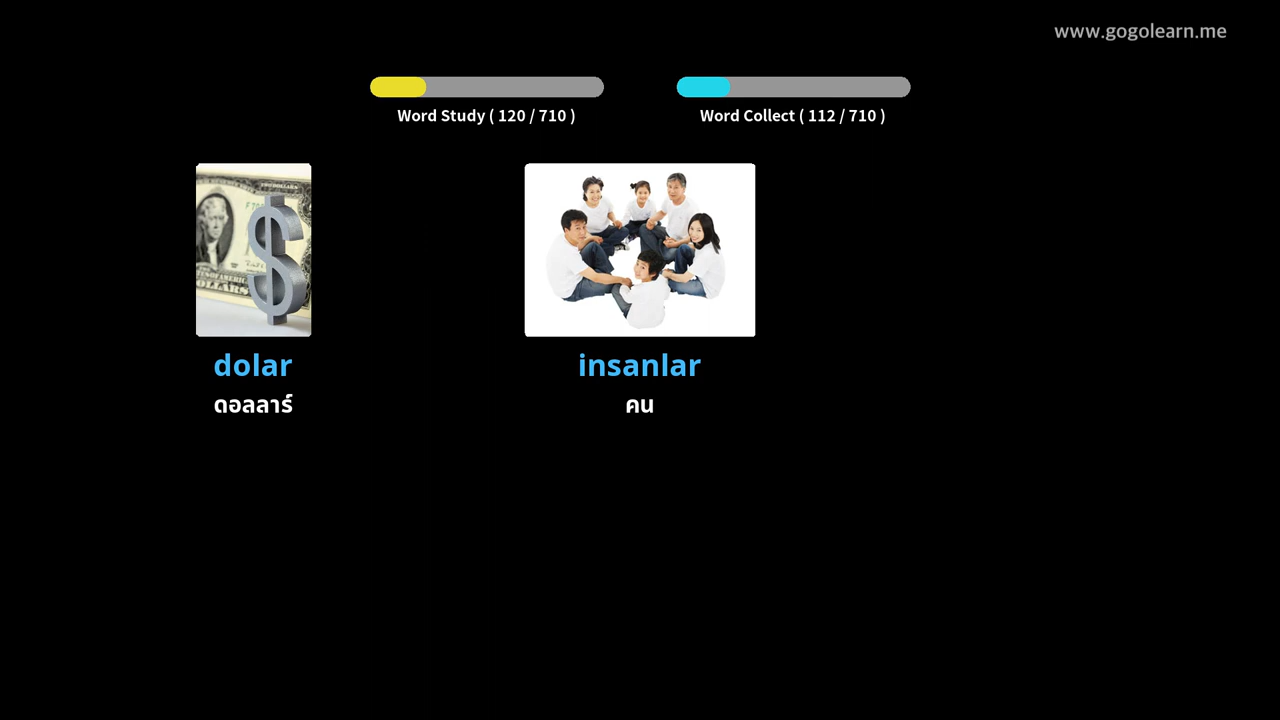 www.gogolearn.me
Word Study ( 120 / 710 )
Word Collect ( 112 / 710 )
$
dolar
insanlar
ดอลลาร์
คน